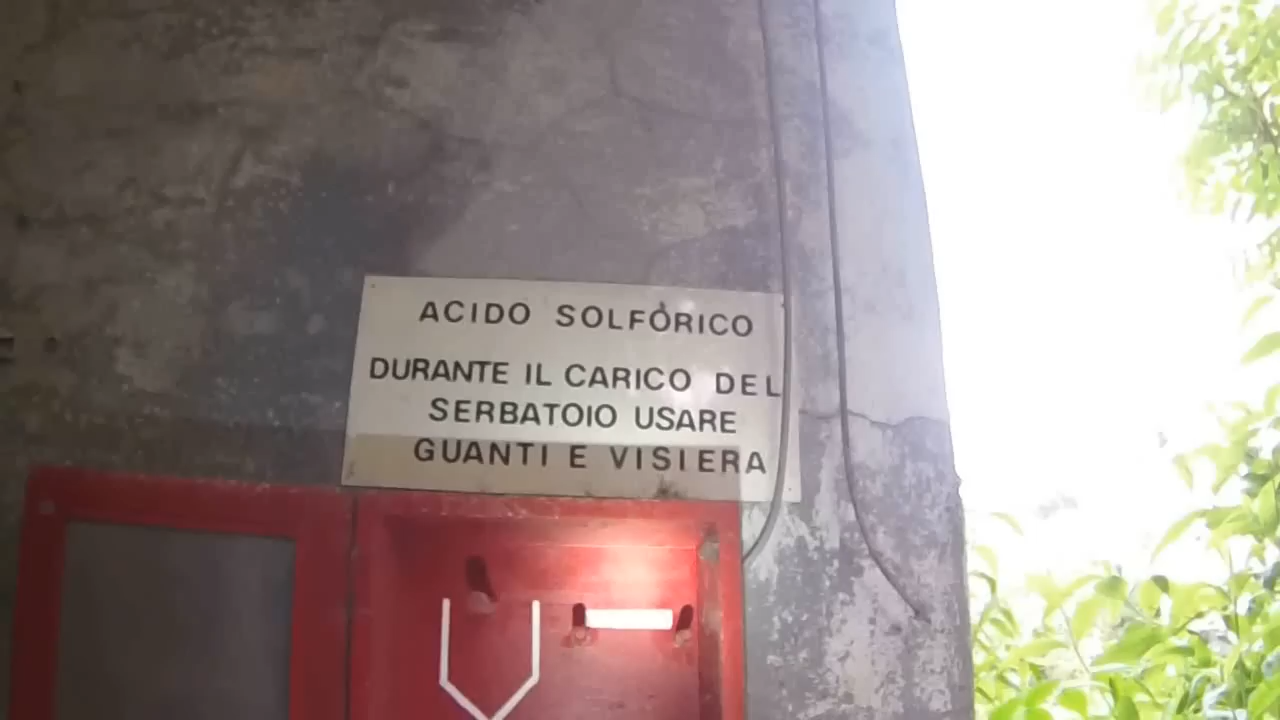 ACIDO SOLFORICO
DURANTE IL CARICO DEL
SERBATOIO USARE
GUANTI E VISIERA